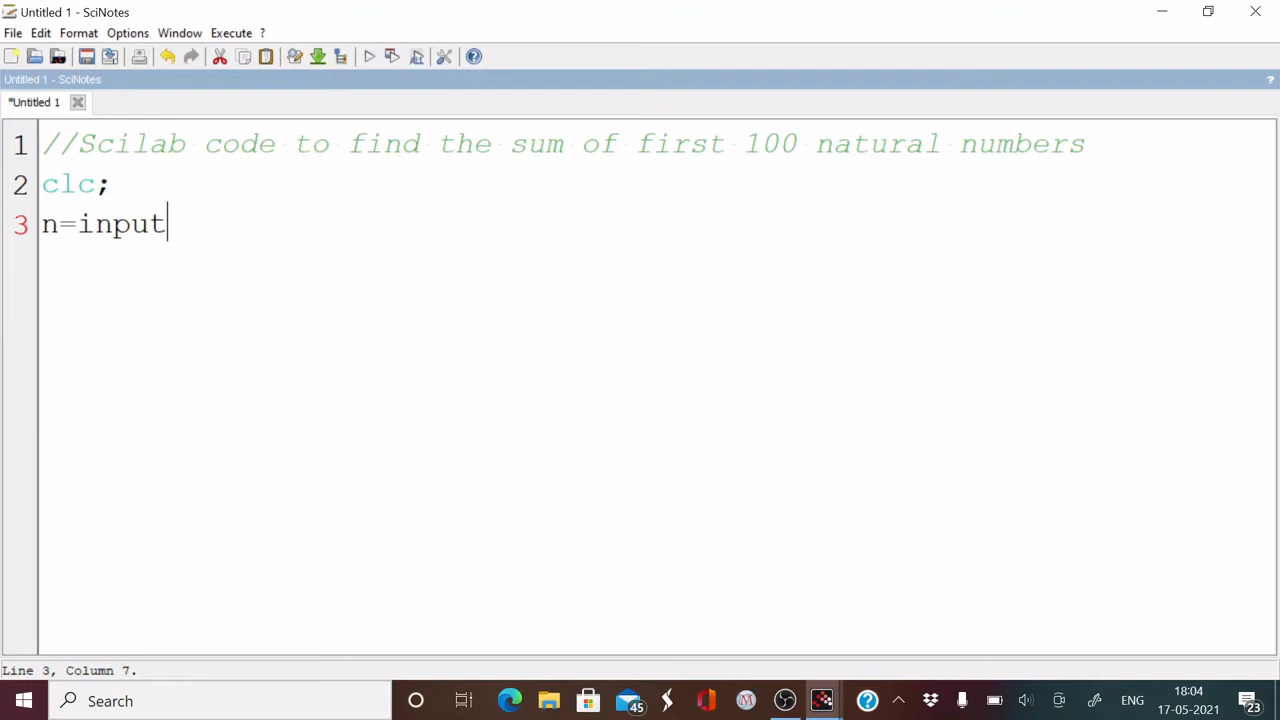 Untitled 1 - SciNotes
File Edit Format Options Window Execute ?
Untitled 1 - SciNotes ?
*Untitled 1
1 //Scilab code to find the sum of first 100 natural numbers
2 clc;
3 n=input
Line 3, Column 7.
Search 45 ENG 18:04
17-05-2021 23